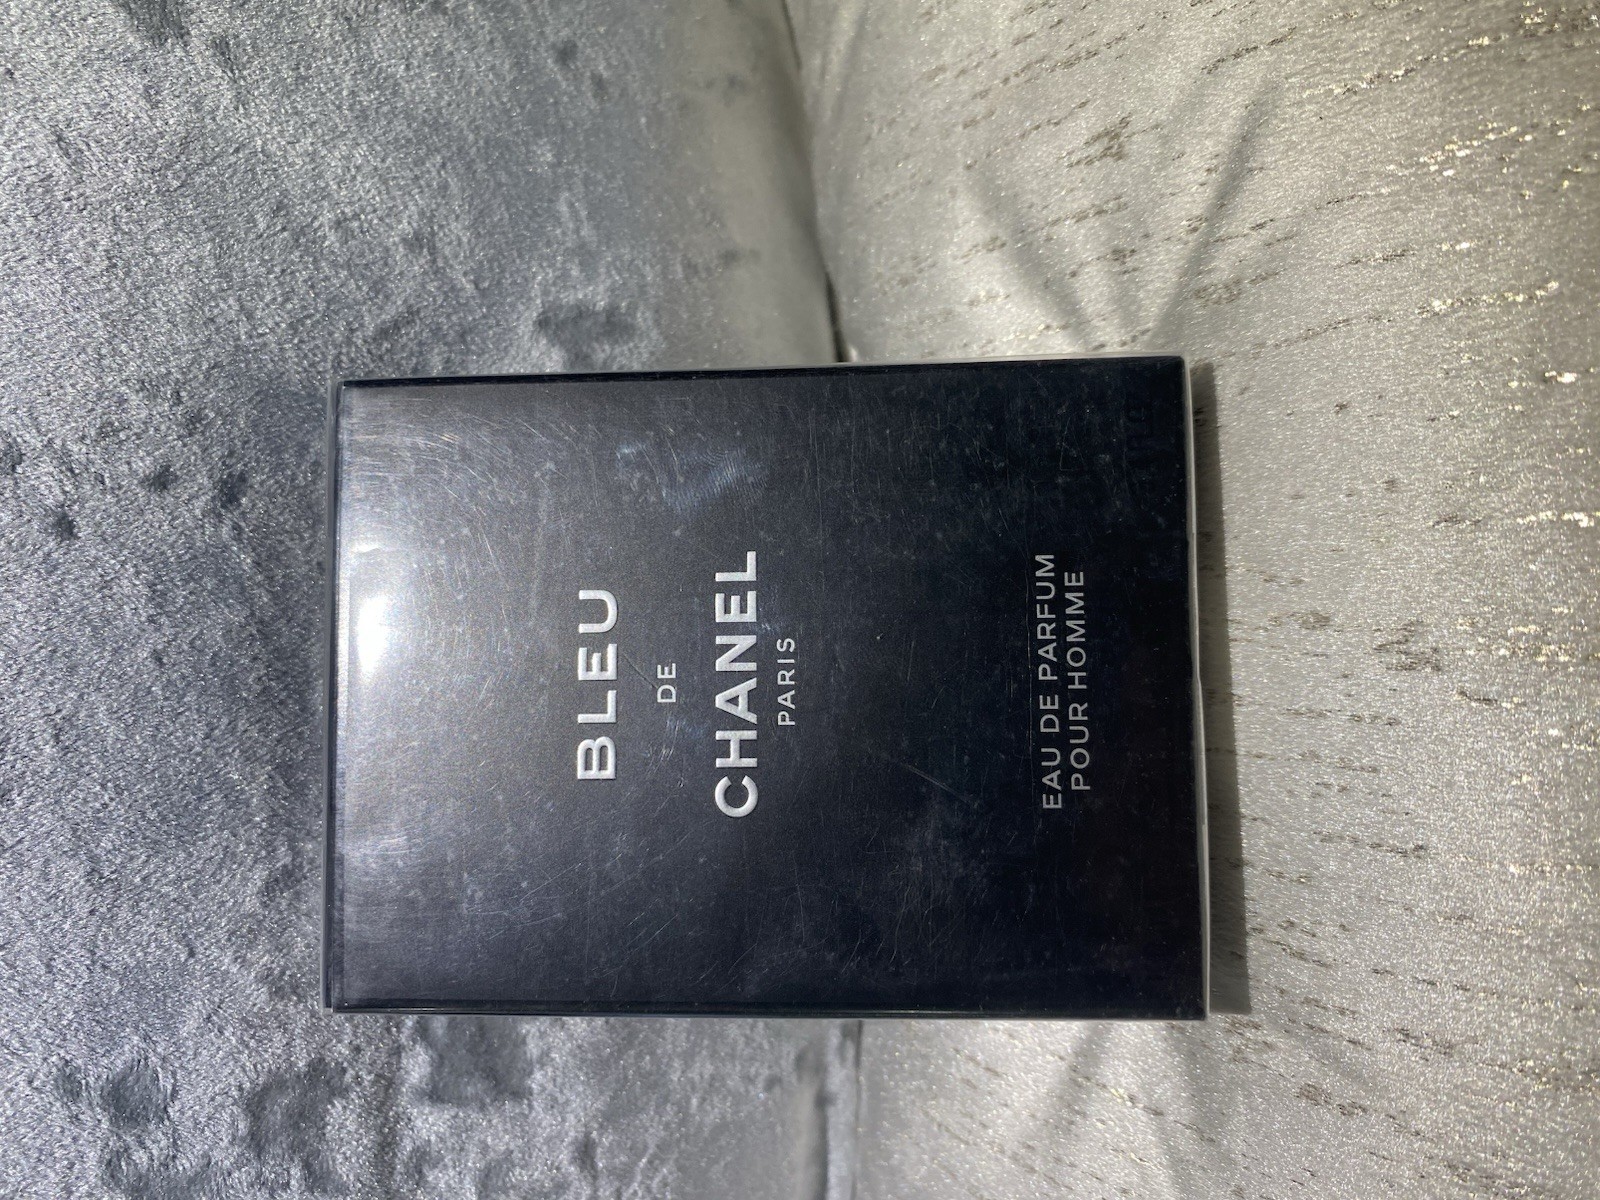 BLEU
DE
CHANEL
PARIS
EAU DE PARFUM
POUR HOMME